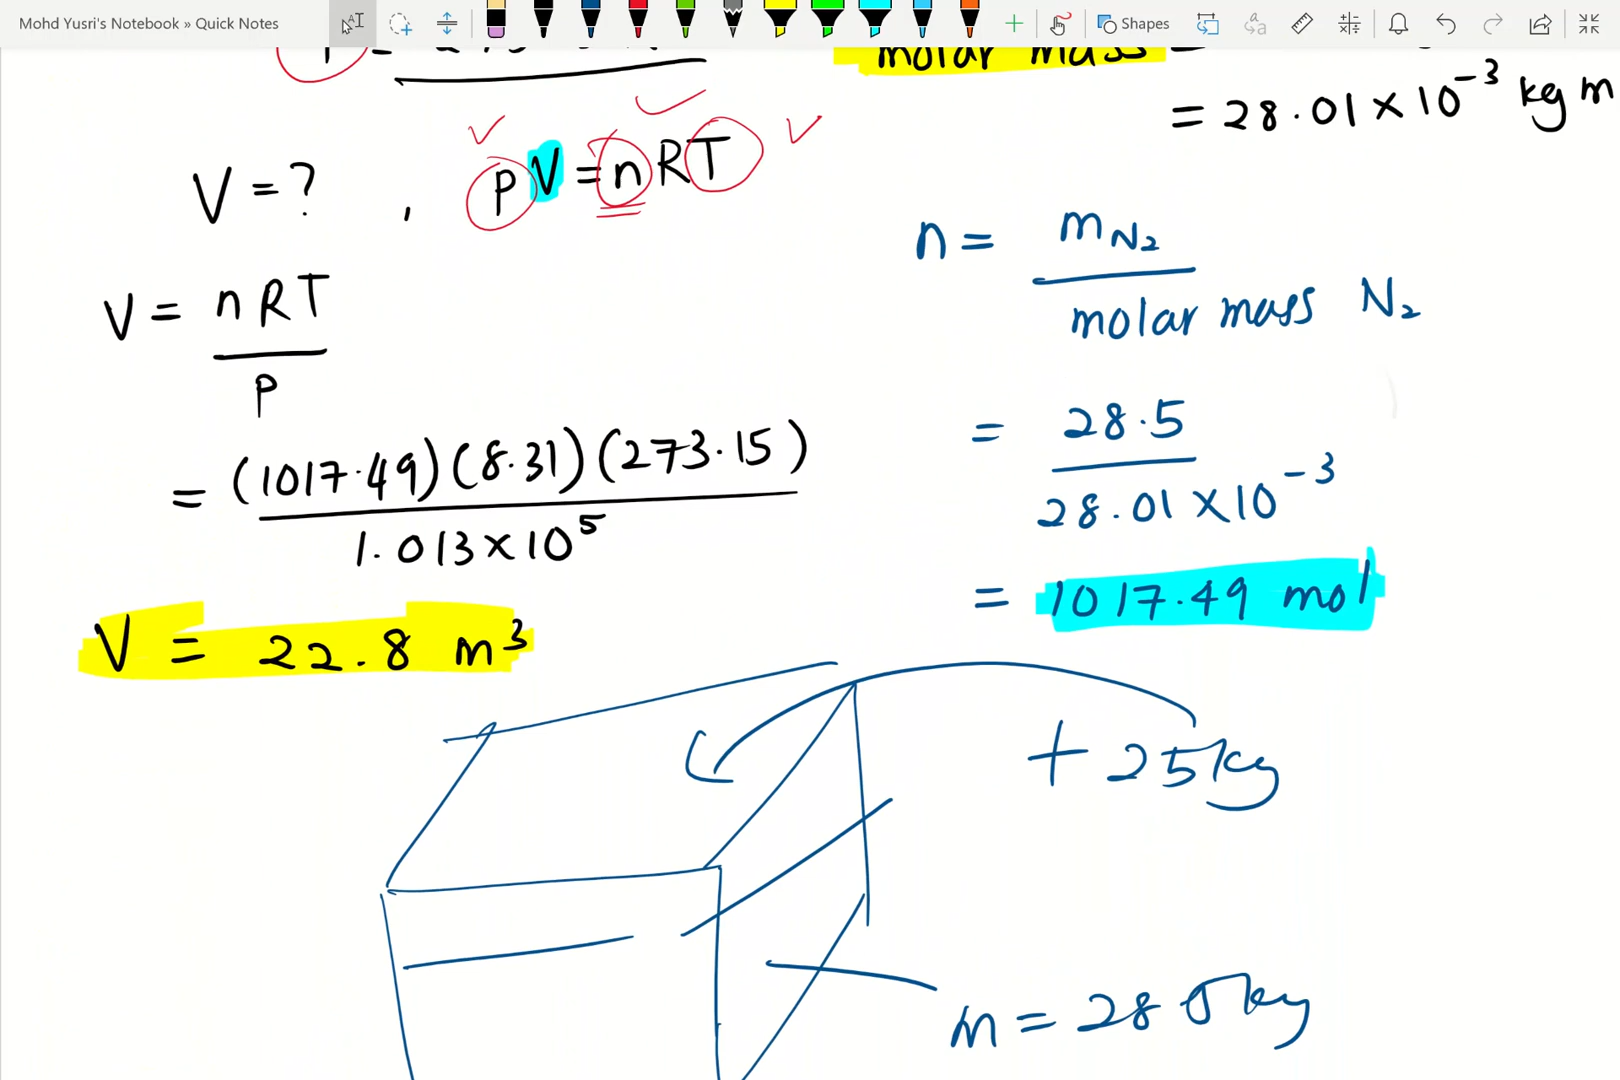 Mohd Yusri's Notebook » Quick Notes
Shapes
molar mass =
= 28.01 × 10⁻³ kg m
V = ? , PV = nRT
n = mN₂ / molar mass N₂
V = nRT / P
= 28.5 / 28.01 × 10⁻³
= (1017.49)(8.31)(273.15) / 1.013 × 10⁵
= 1017.49 mol
V = 22.8 m³
+ 25kg
m = 28 5kg